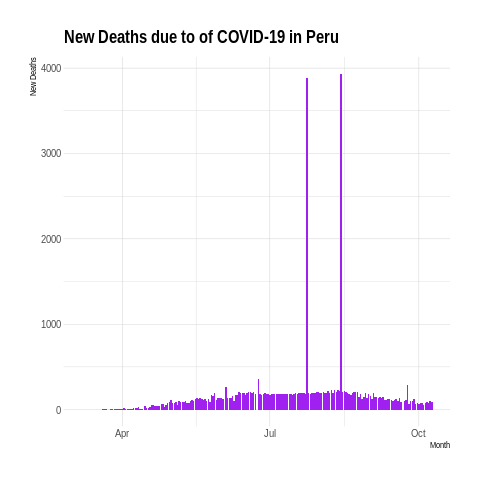 New Deaths due to of COVID-19 in Peru
New Deaths
4000
3000
2000
1000
0
Apr
Jul
Oct
Month